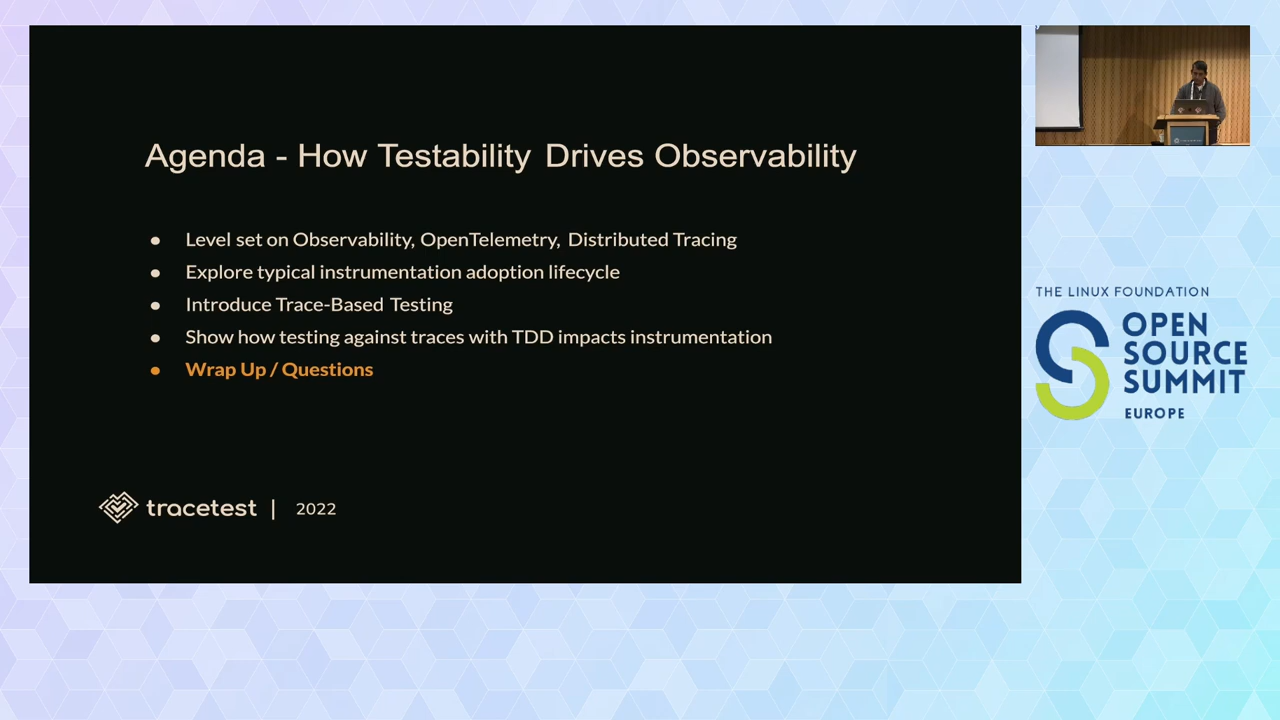 Agenda - How Testability Drives Observability
● Level set on Observability, OpenTelemetry, Distributed Tracing
● Explore typical instrumentation adoption lifecycle
● Introduce Trace-Based Testing
● Show how testing against traces with TDD impacts instrumentation
● Wrap Up / Questions
tracetest | 2022
THE LINUX FOUNDATION
OPEN
SOURCE
SUMMIT
EUROPE